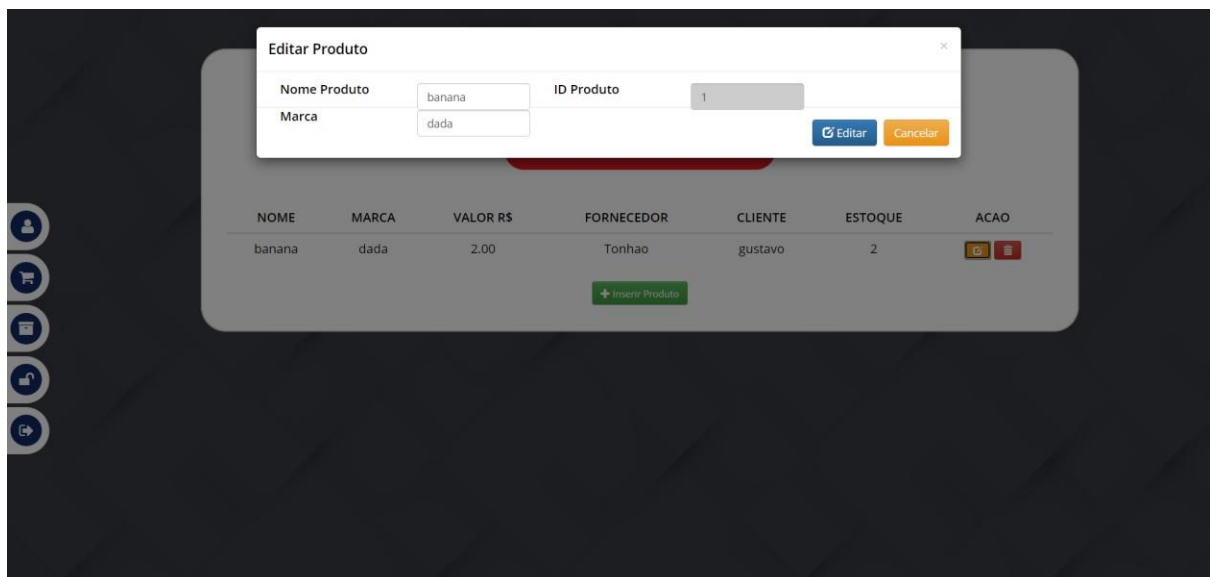 Editar Produto ×
Nome Produto banana ID Produto 1
Marca dada
Editar Cancelar
NOME MARCA VALOR R$ FORNECEDOR CLIENTE ESTOQUE ACAO
banana dada 2.00 Tonhao gustavo 2
Inserir Produto